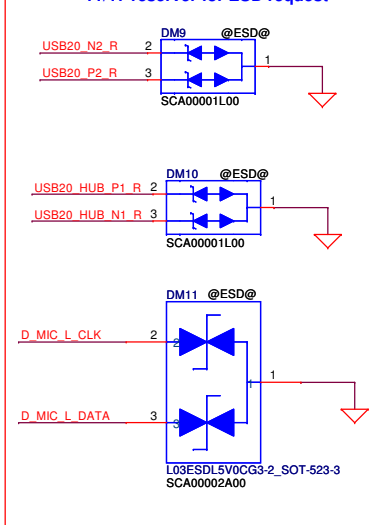 DM9 @ESD@
USB20_N2_R 2
1
USB20_P2_R 3
SCA00001L00
DM10 @ESD@
USB20_HUB_P1_R 2
1
USB20_HUB_N1_R 3
SCA00001L00
DM11 @ESD@
D_MIC_L_CLK 2 2
1 1
D_MIC_L_DATA 3 3
L03ESDL5V0CG3-2_SOT-523-3
SCA00002A00